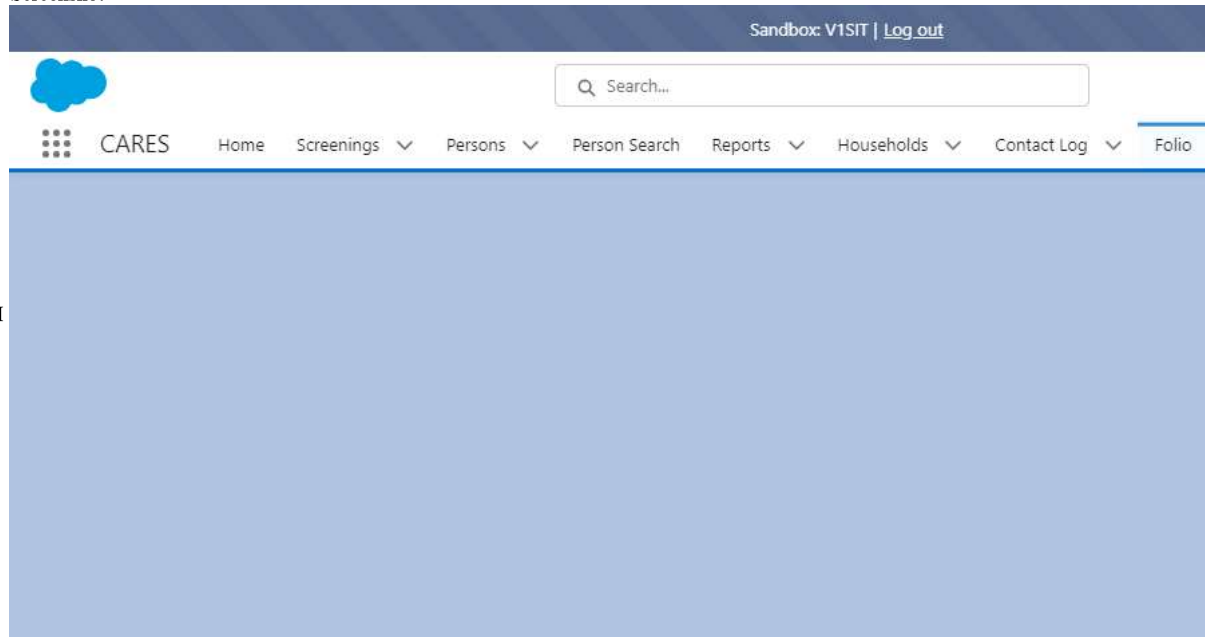 Sandbox: V1SIT | Log out
Search...
CARES Home Screenings Persons Person Search Reports Households Contact Log Folio